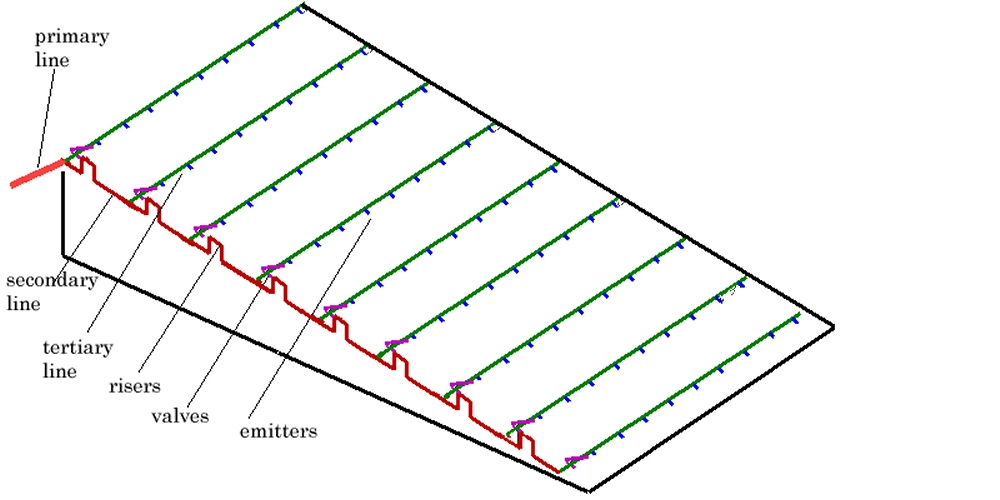 primary
line
secondary
line
tertiary
line
risers
valves
emitters